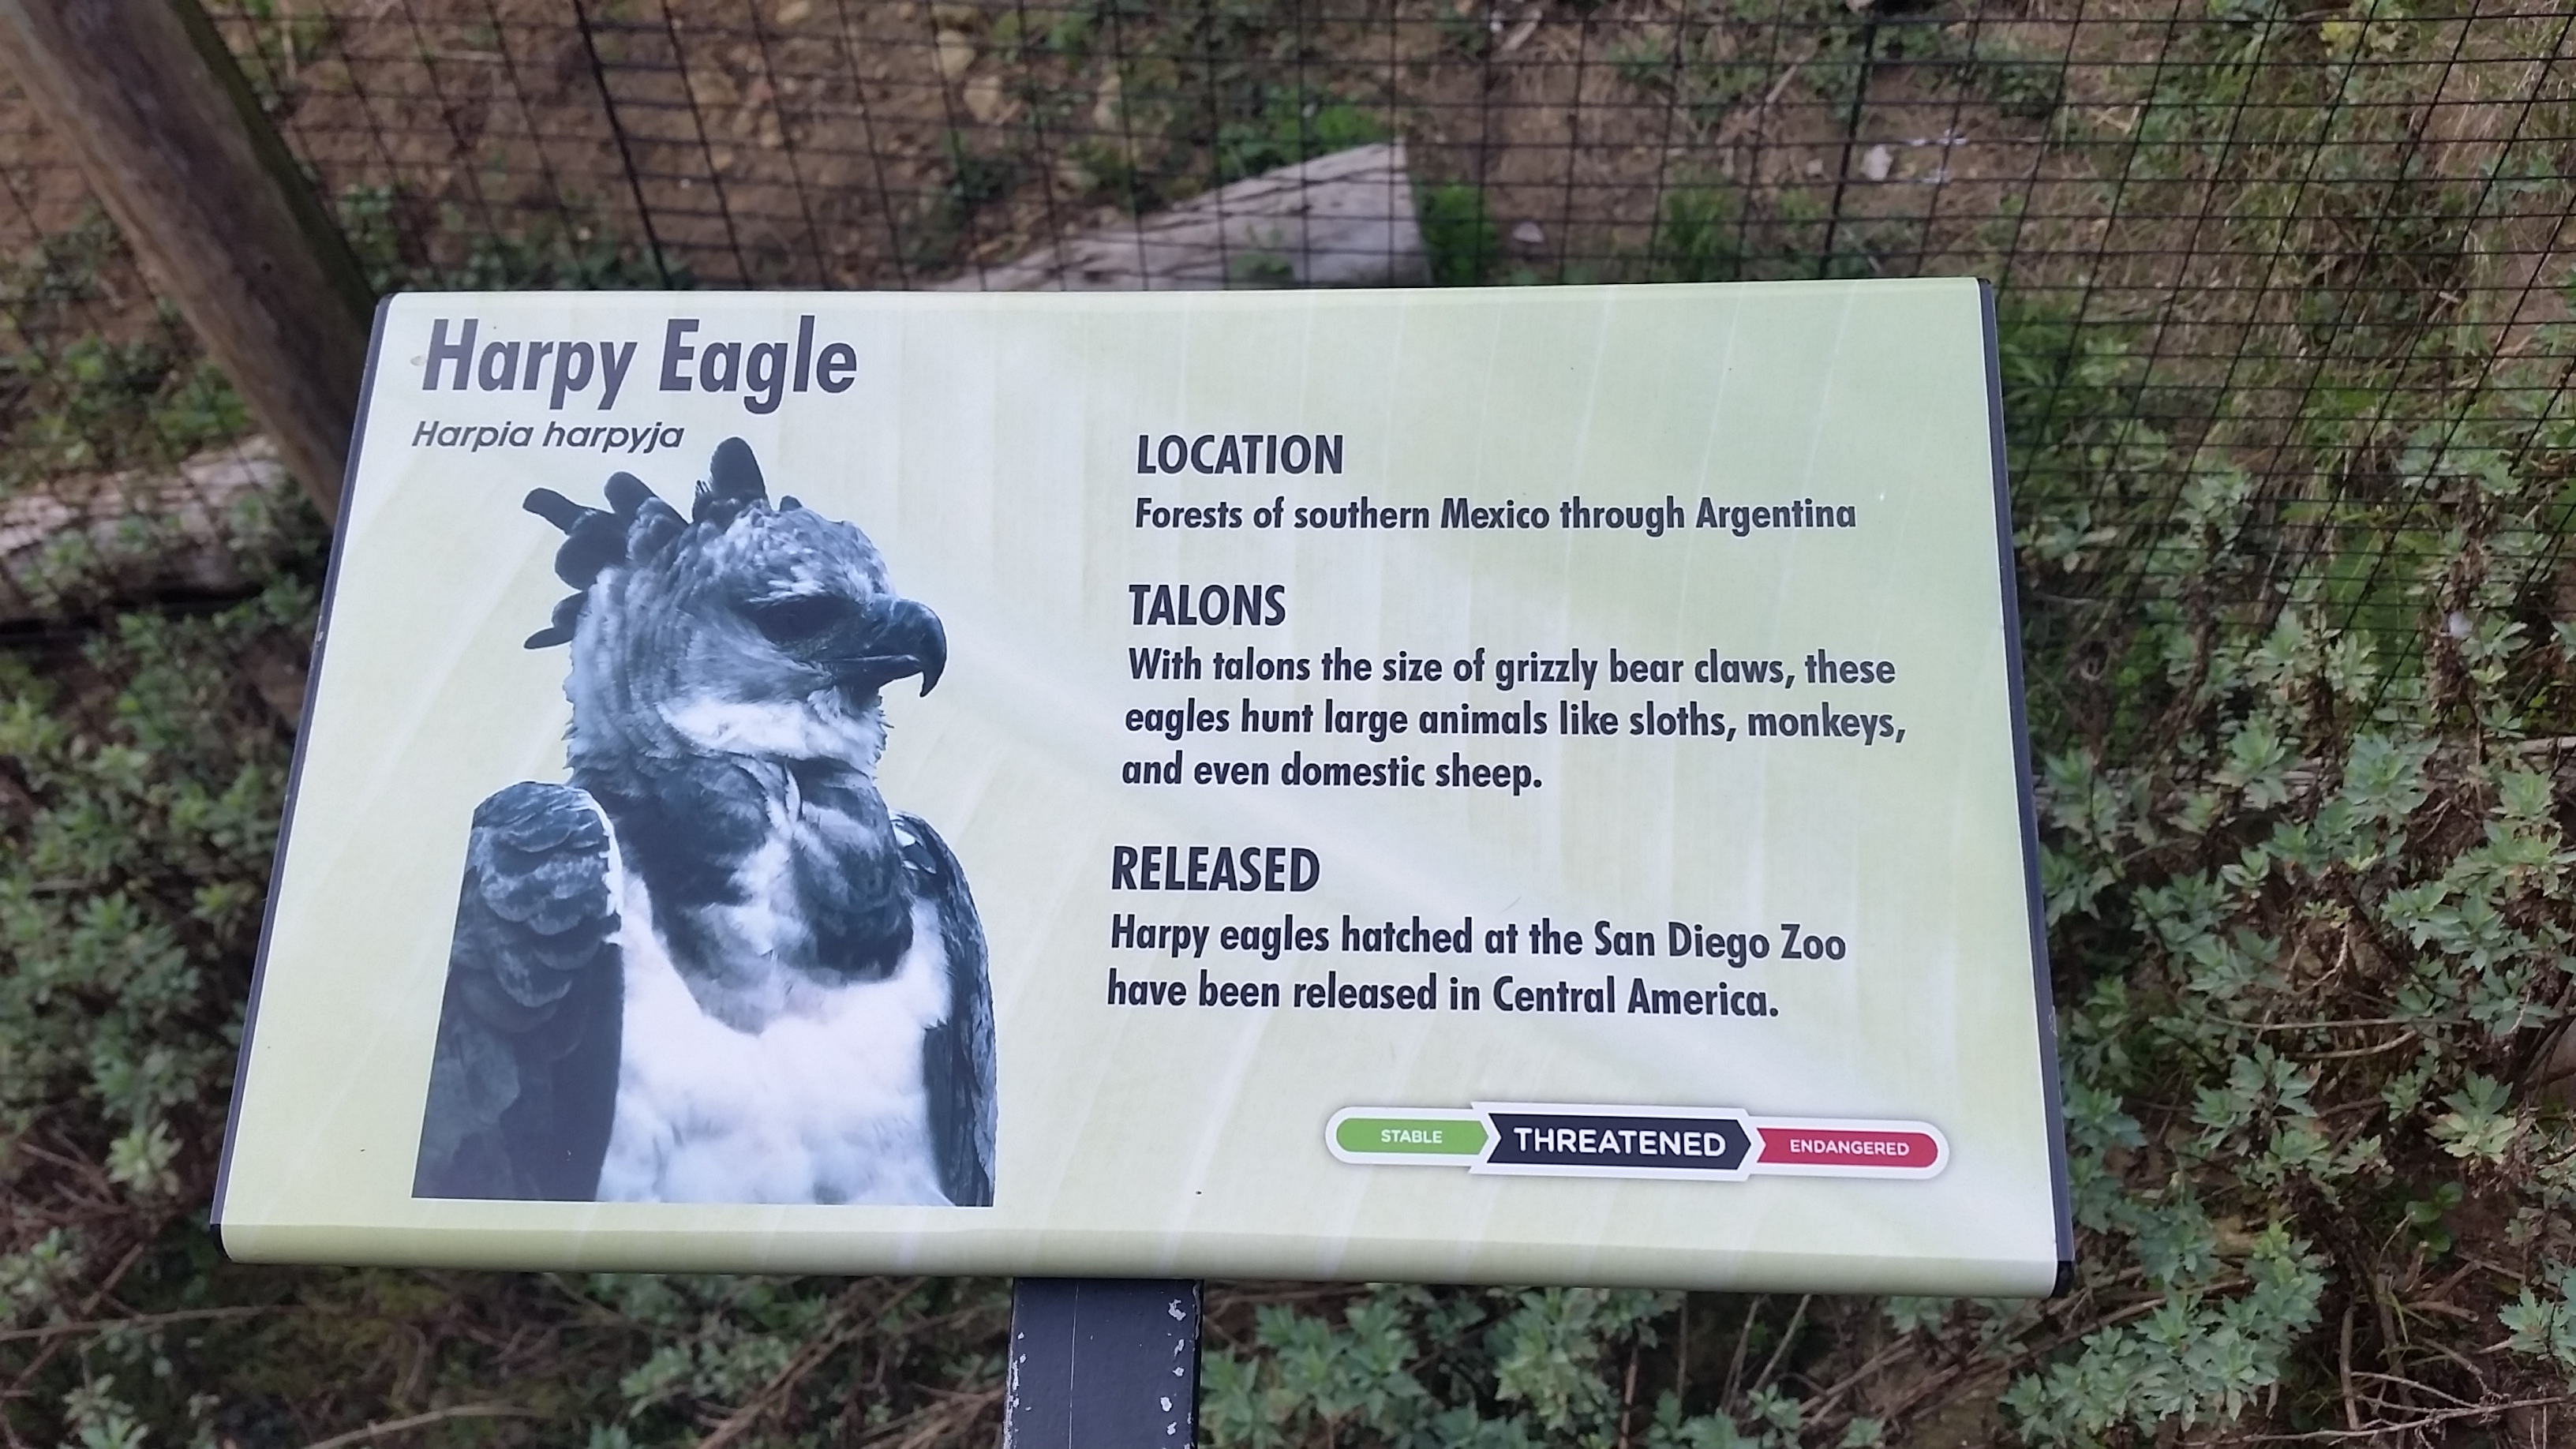 Harpy Eagle
Harpia harpyja
LOCATION
Forests of southern Mexico through Argentina
TALONS
With talons the size of grizzly bear claws, these
eagles hunt large animals like sloths, monkeys,
and even domestic sheep.
RELEASED
Harpy eagles hatched at the San Diego Zoo
have been released in Central America.
STABLE THREATENED ENDANGERED